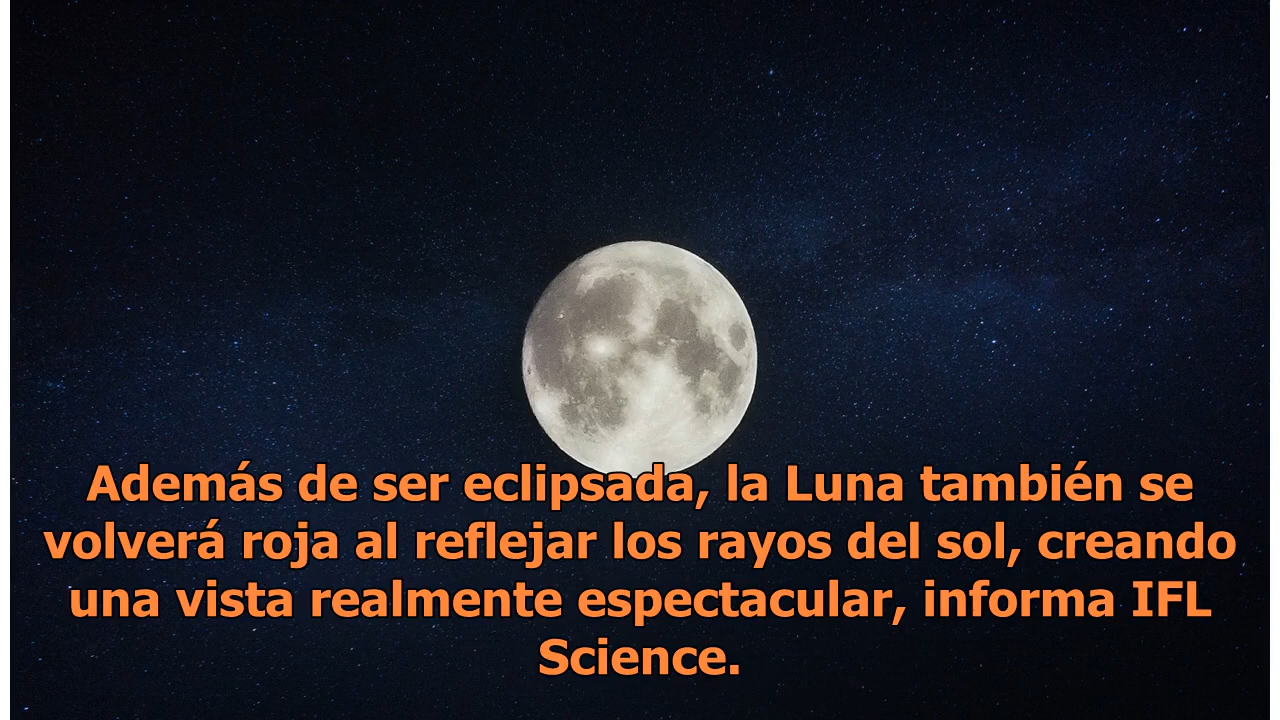 Además de ser eclipsada, la Luna también se
volverá roja al reflejar los rayos del sol, creando
una vista realmente espectacular, informa IFL
Science.